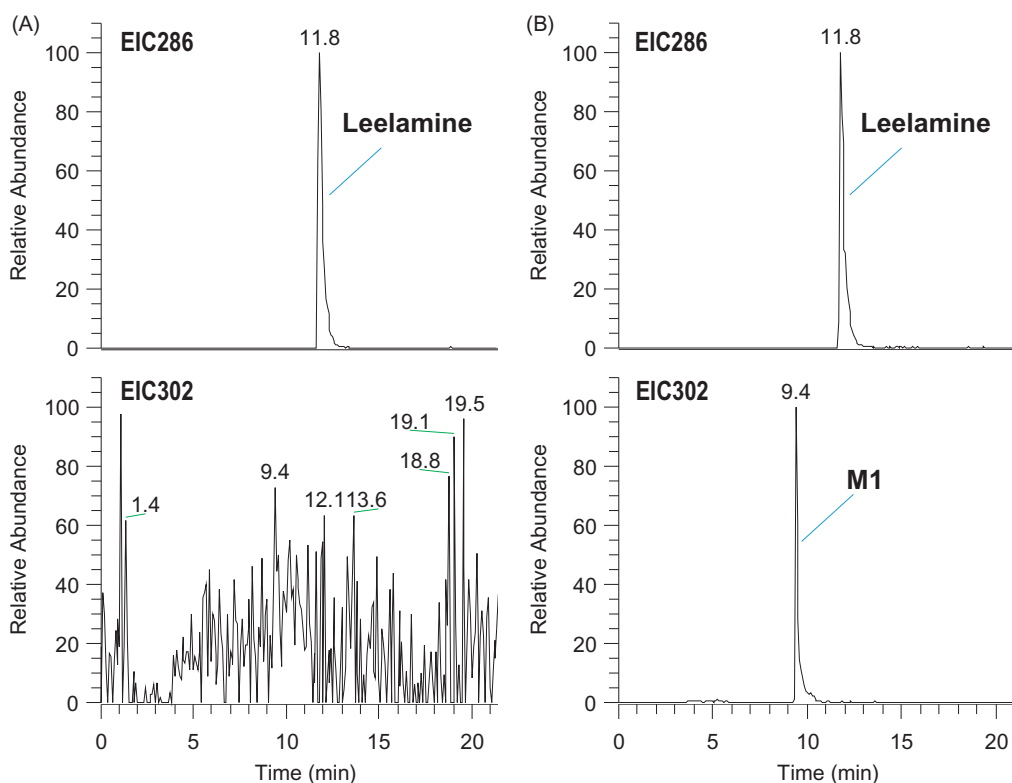 (A)
EIC286
11.8
Leelamine
100
80
60
40
20
0
Relative Abundance
EIC302
1.4
9.4
12.1
13.6
18.8
19.1
19.5
100
80
60
40
20
0
Relative Abundance
0 5 10 15 20
Time (min)
(B)
EIC286
11.8
Leelamine
100
80
60
40
20
0
Relative Abundance
EIC302
9.4
M1
100
80
60
40
20
0
Relative Abundance
0 5 10 15 20
Time (min)